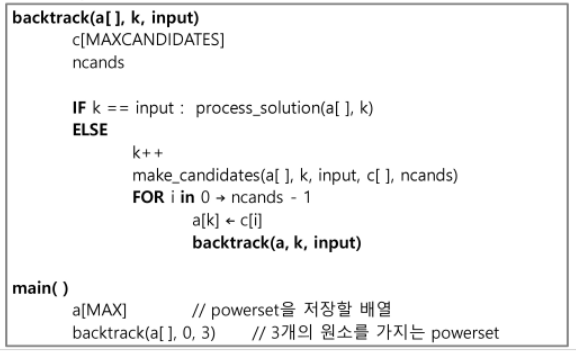 backtrack(a[ ], k, input)
c[MAXCANDIDATES]
ncands
IF k == input : process_solution(a[ ], k)
ELSE
k++
make_candidates(a[ ], k, input, c[ ], ncands)
FOR i in 0 → ncands - 1
a[k] ← c[i]
backtrack(a, k, input)
main( )
a[MAX] // powerset을 저장할 배열
backtrack(a[ ], 0, 3) // 3개의 원소를 가지는 powerset